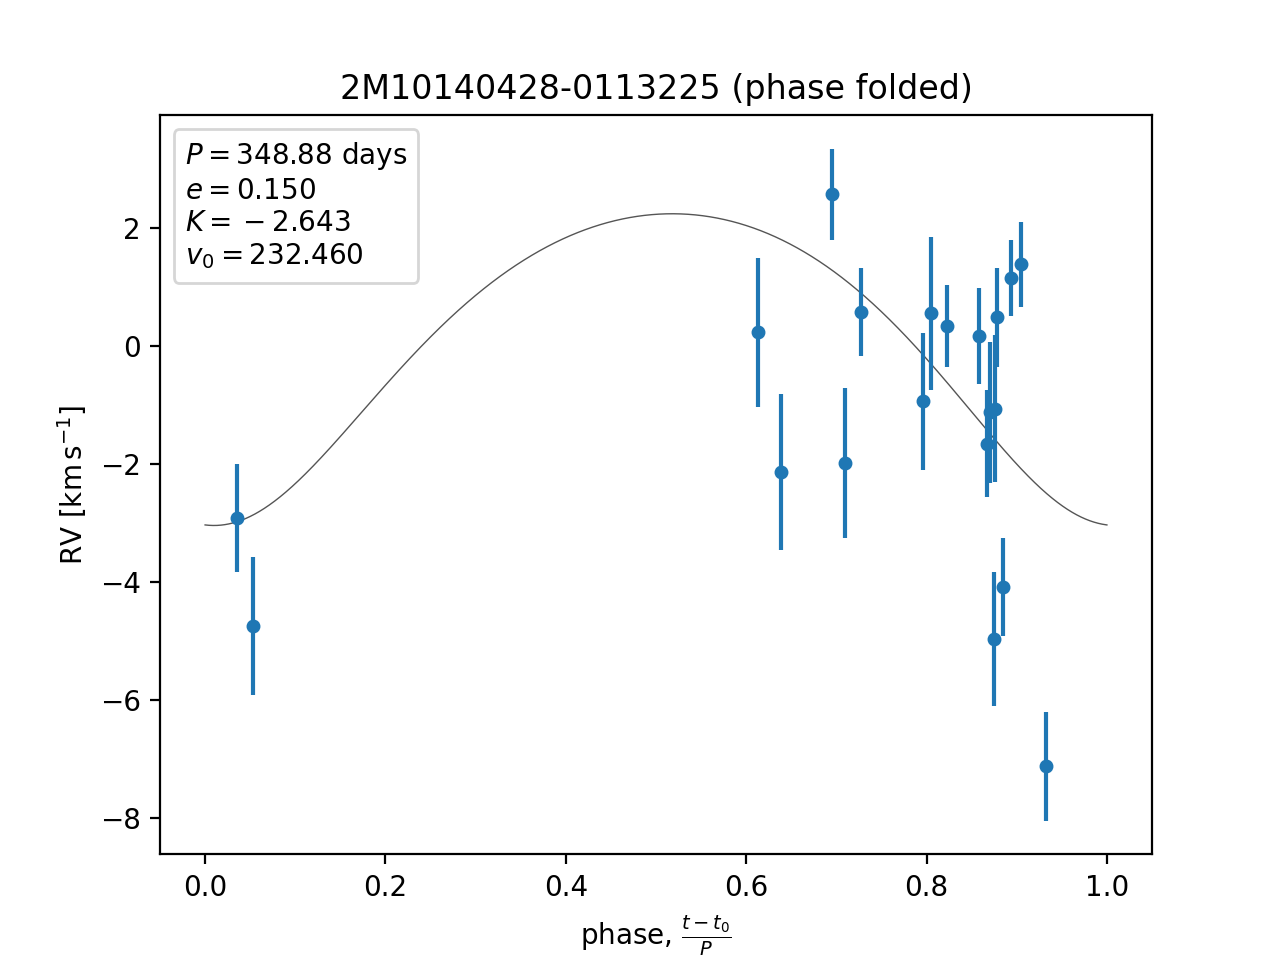 2M10140428-0113225 (phase folded)
P = 348.88 days
e = 0.150
K = −2.643
v₀ = 232.460
RV [km s⁻¹]
2
0
−2
−4
−6
−8
0.0 0.2 0.4 0.6 0.8 1.0
phase, (t − t₀)/P